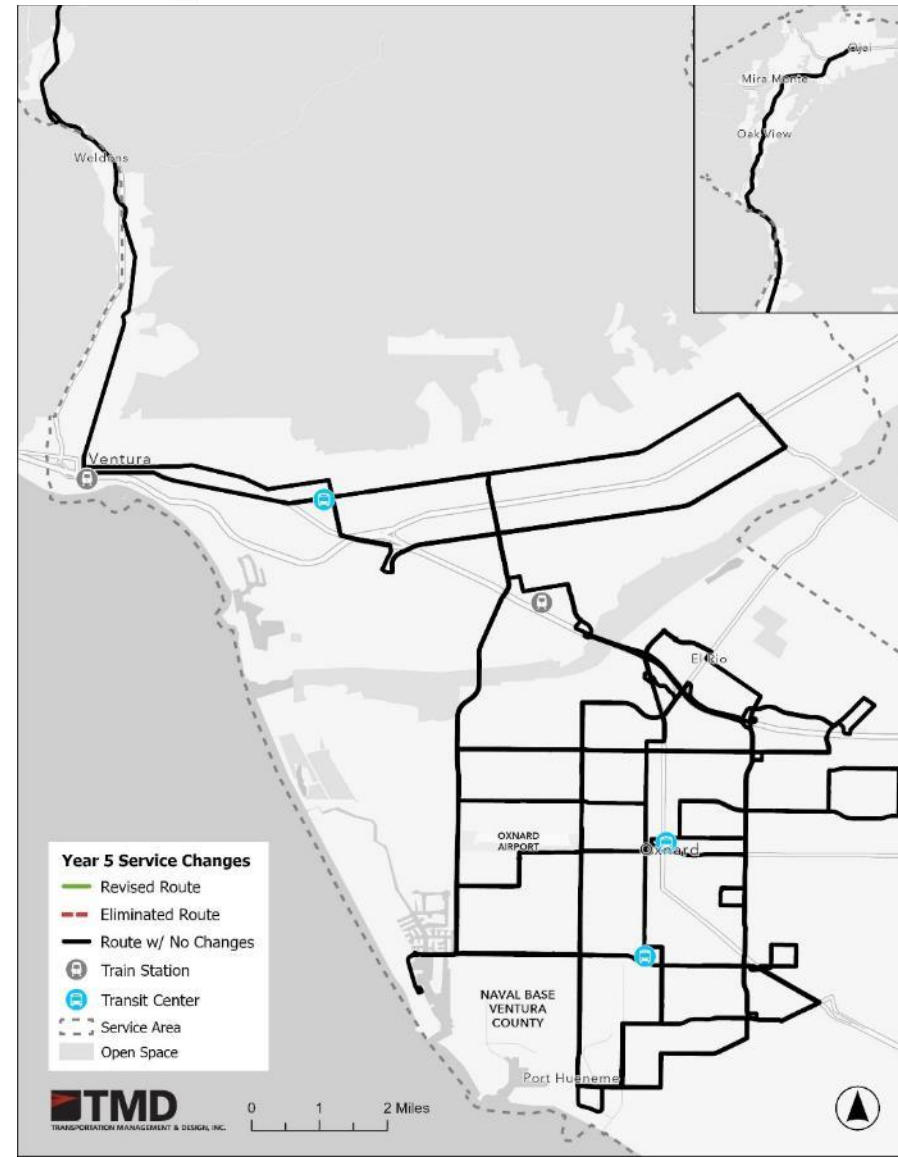 Ojai
Mira Monte
Oak View
Weldons
Ventura
El Rio
OXNARD
AIRPORT
Oxnard
Year 5 Service Changes
Revised Route
Eliminated Route
Route w/ No Changes
Train Station
Transit Center
Service Area
Open Space
NAVAL BASE
VENTURA
COUNTY
Port Hueneme
TMD
TRANSPORTATION MANAGEMENT & DESIGN, INC.
0 1 2 Miles